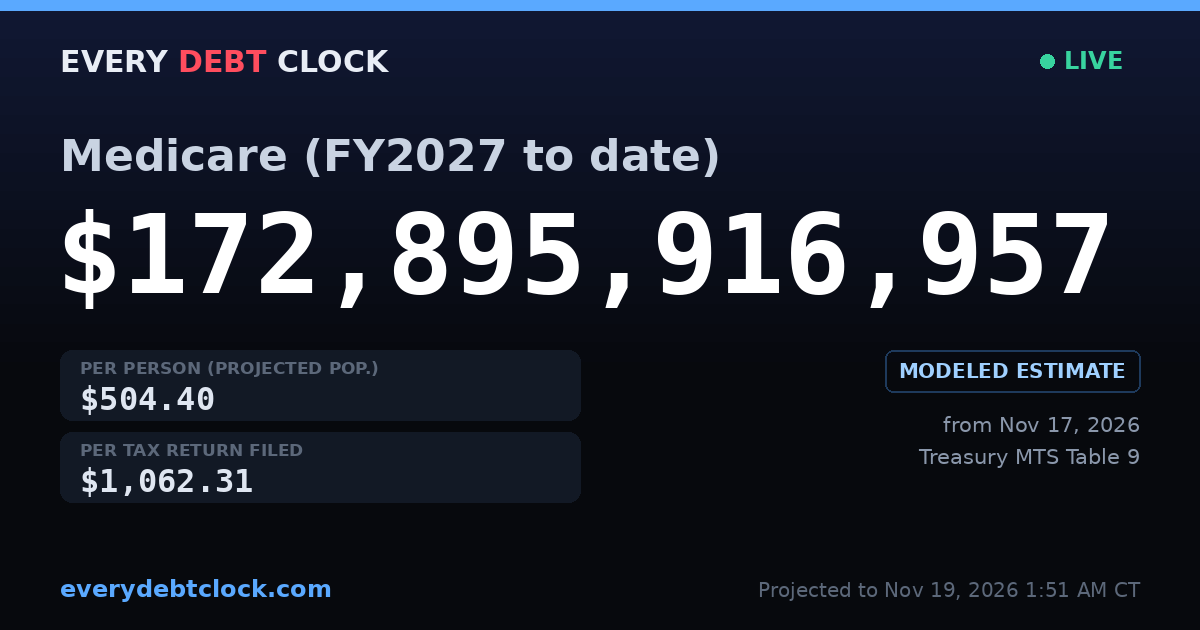 EVERY DEBT CLOCK
LIVE
Medicare (FY2027 to date)
$172,895,916,957
PER PERSON (PROJECTED POP.)
$504.40
PER TAX RETURN FILED
$1,062.31
MODELED ESTIMATE
from Nov 17, 2026
Treasury MTS Table 9
everydebtclock.com
Projected to Nov 19, 2026 1:51 AM CT